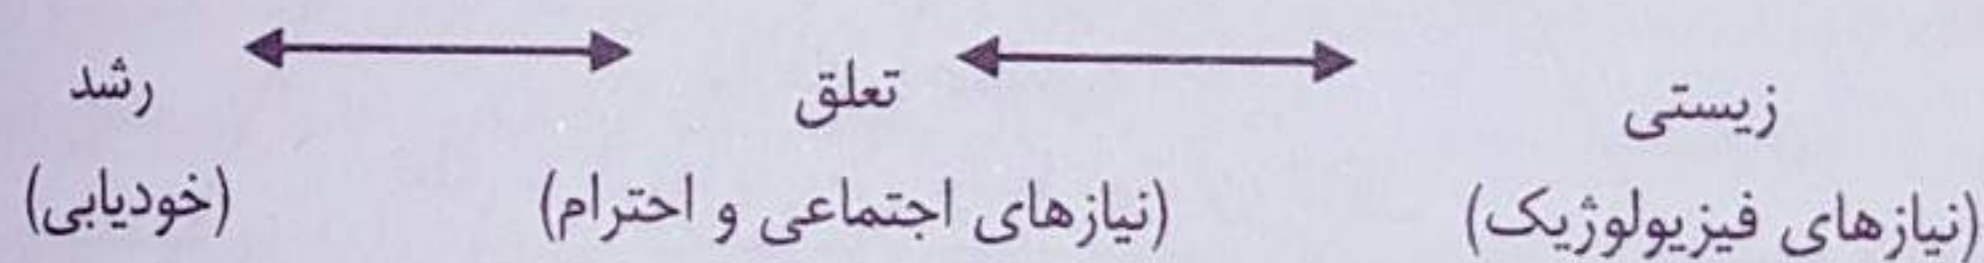 زیستی تعلق رشد
(نیازهای فیزیولوژیک) (نیازهای اجتماعی و احترام) (خودیابی)